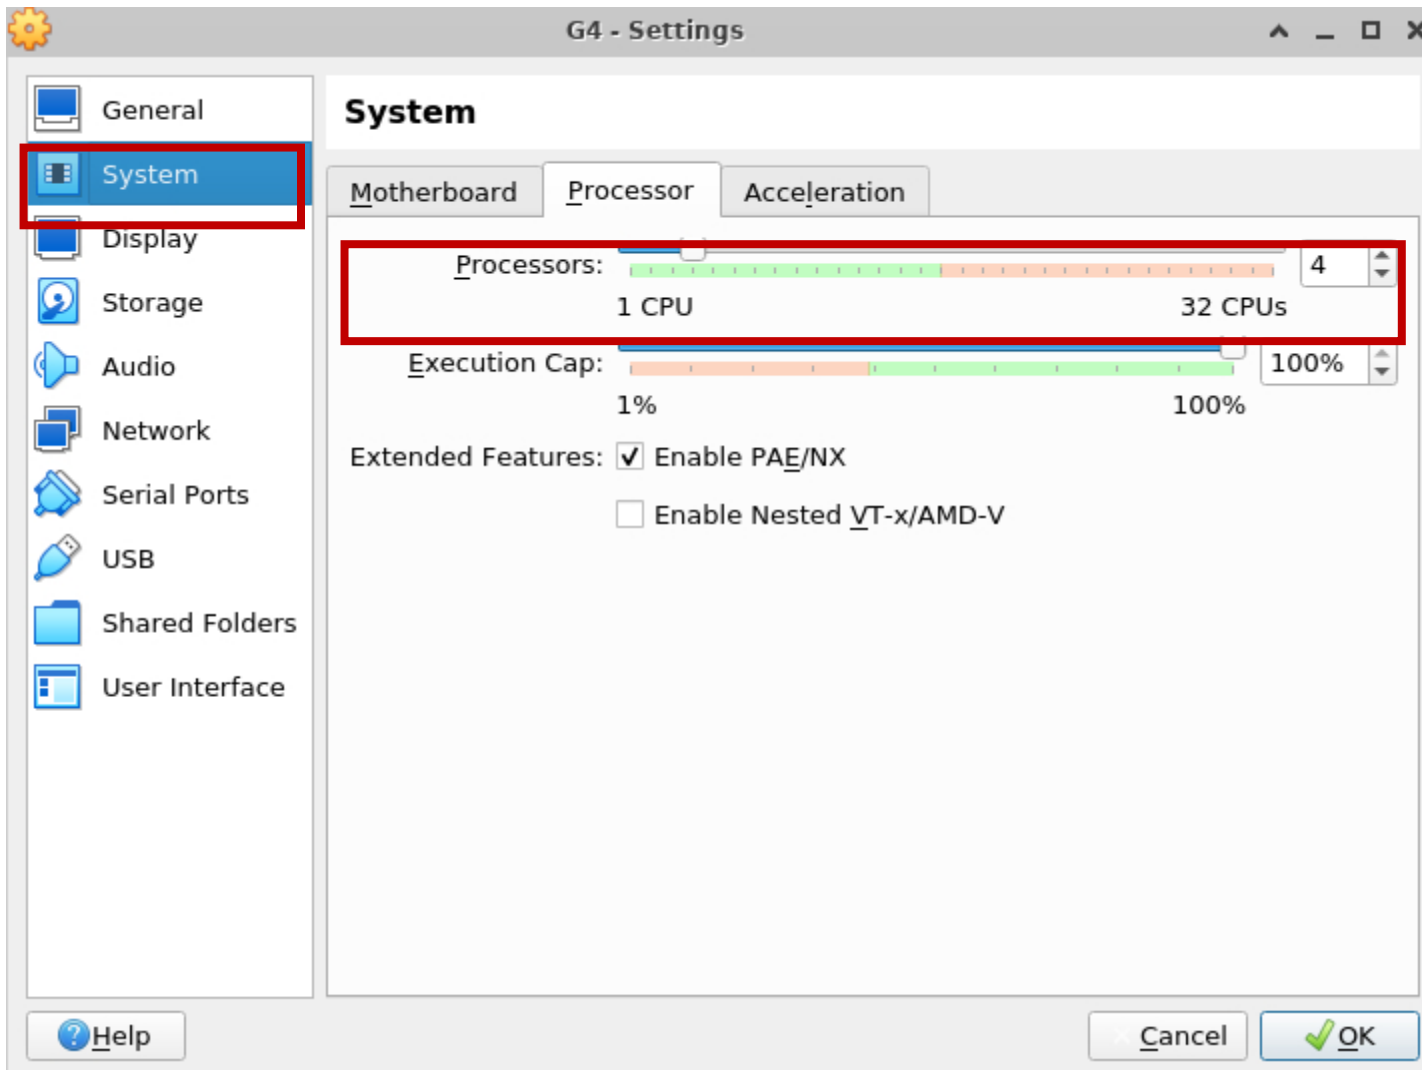 G4 - Settings
General
System
Display
Storage
Audio
Network
Serial Ports
USB
Shared Folders
User Interface
System
Motherboard
Processor
Acceleration
Processors:
4
1 CPU
32 CPUs
Execution Cap:
100%
1%
100%
Extended Features:
Enable PAE/NX
Enable Nested VT-x/AMD-V
Help
Cancel
OK